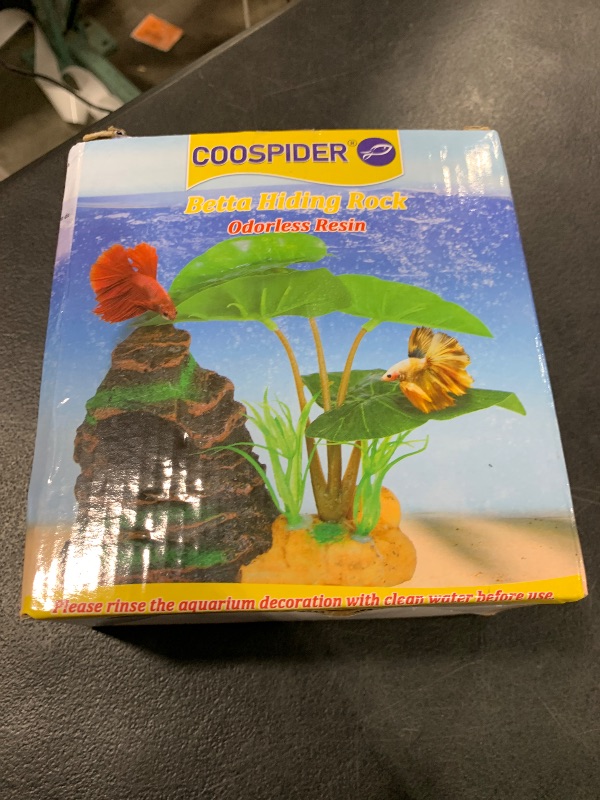 COOSPIDER®
Betta Hiding Rock
Odorless Resin
Please rinse the aquarium decoration with clean water before use